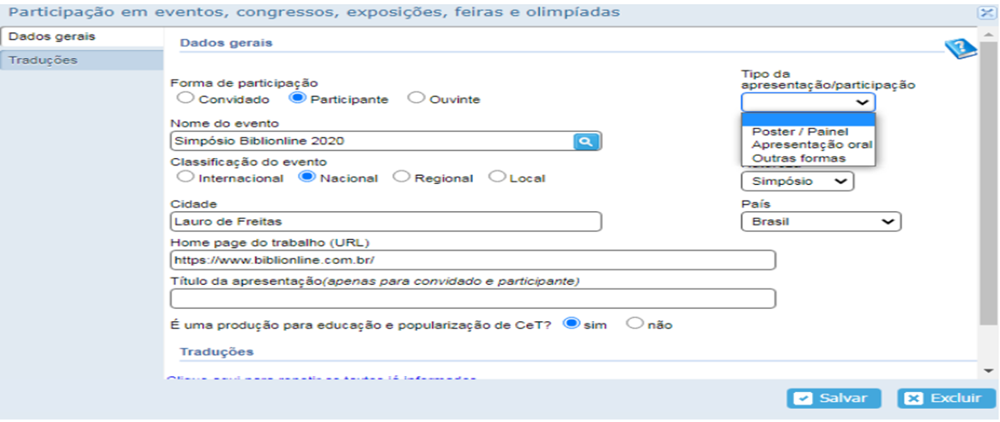 Participação em eventos, congressos, exposições, feiras e olimpíadas
Dados gerais
Traduções
Dados gerais
Forma de participação
Convidado Participante Ouvinte
Tipo da
apresentação/participação
Poster / Painel
Apresentação oral
Outras formas
Nome do evento
Simpósio Biblionline 2020
Classificação do evento
Internacional Nacional Regional Local
Simpósio
Cidade
Lauro de Freitas
País
Brasil
Home page do trabalho (URL)
https://www.biblionline.com.br/
Título da apresentação(apenas para convidado e participante)
É uma produção para educação e popularização de CeT? sim não
Traduções
Salvar Excluir